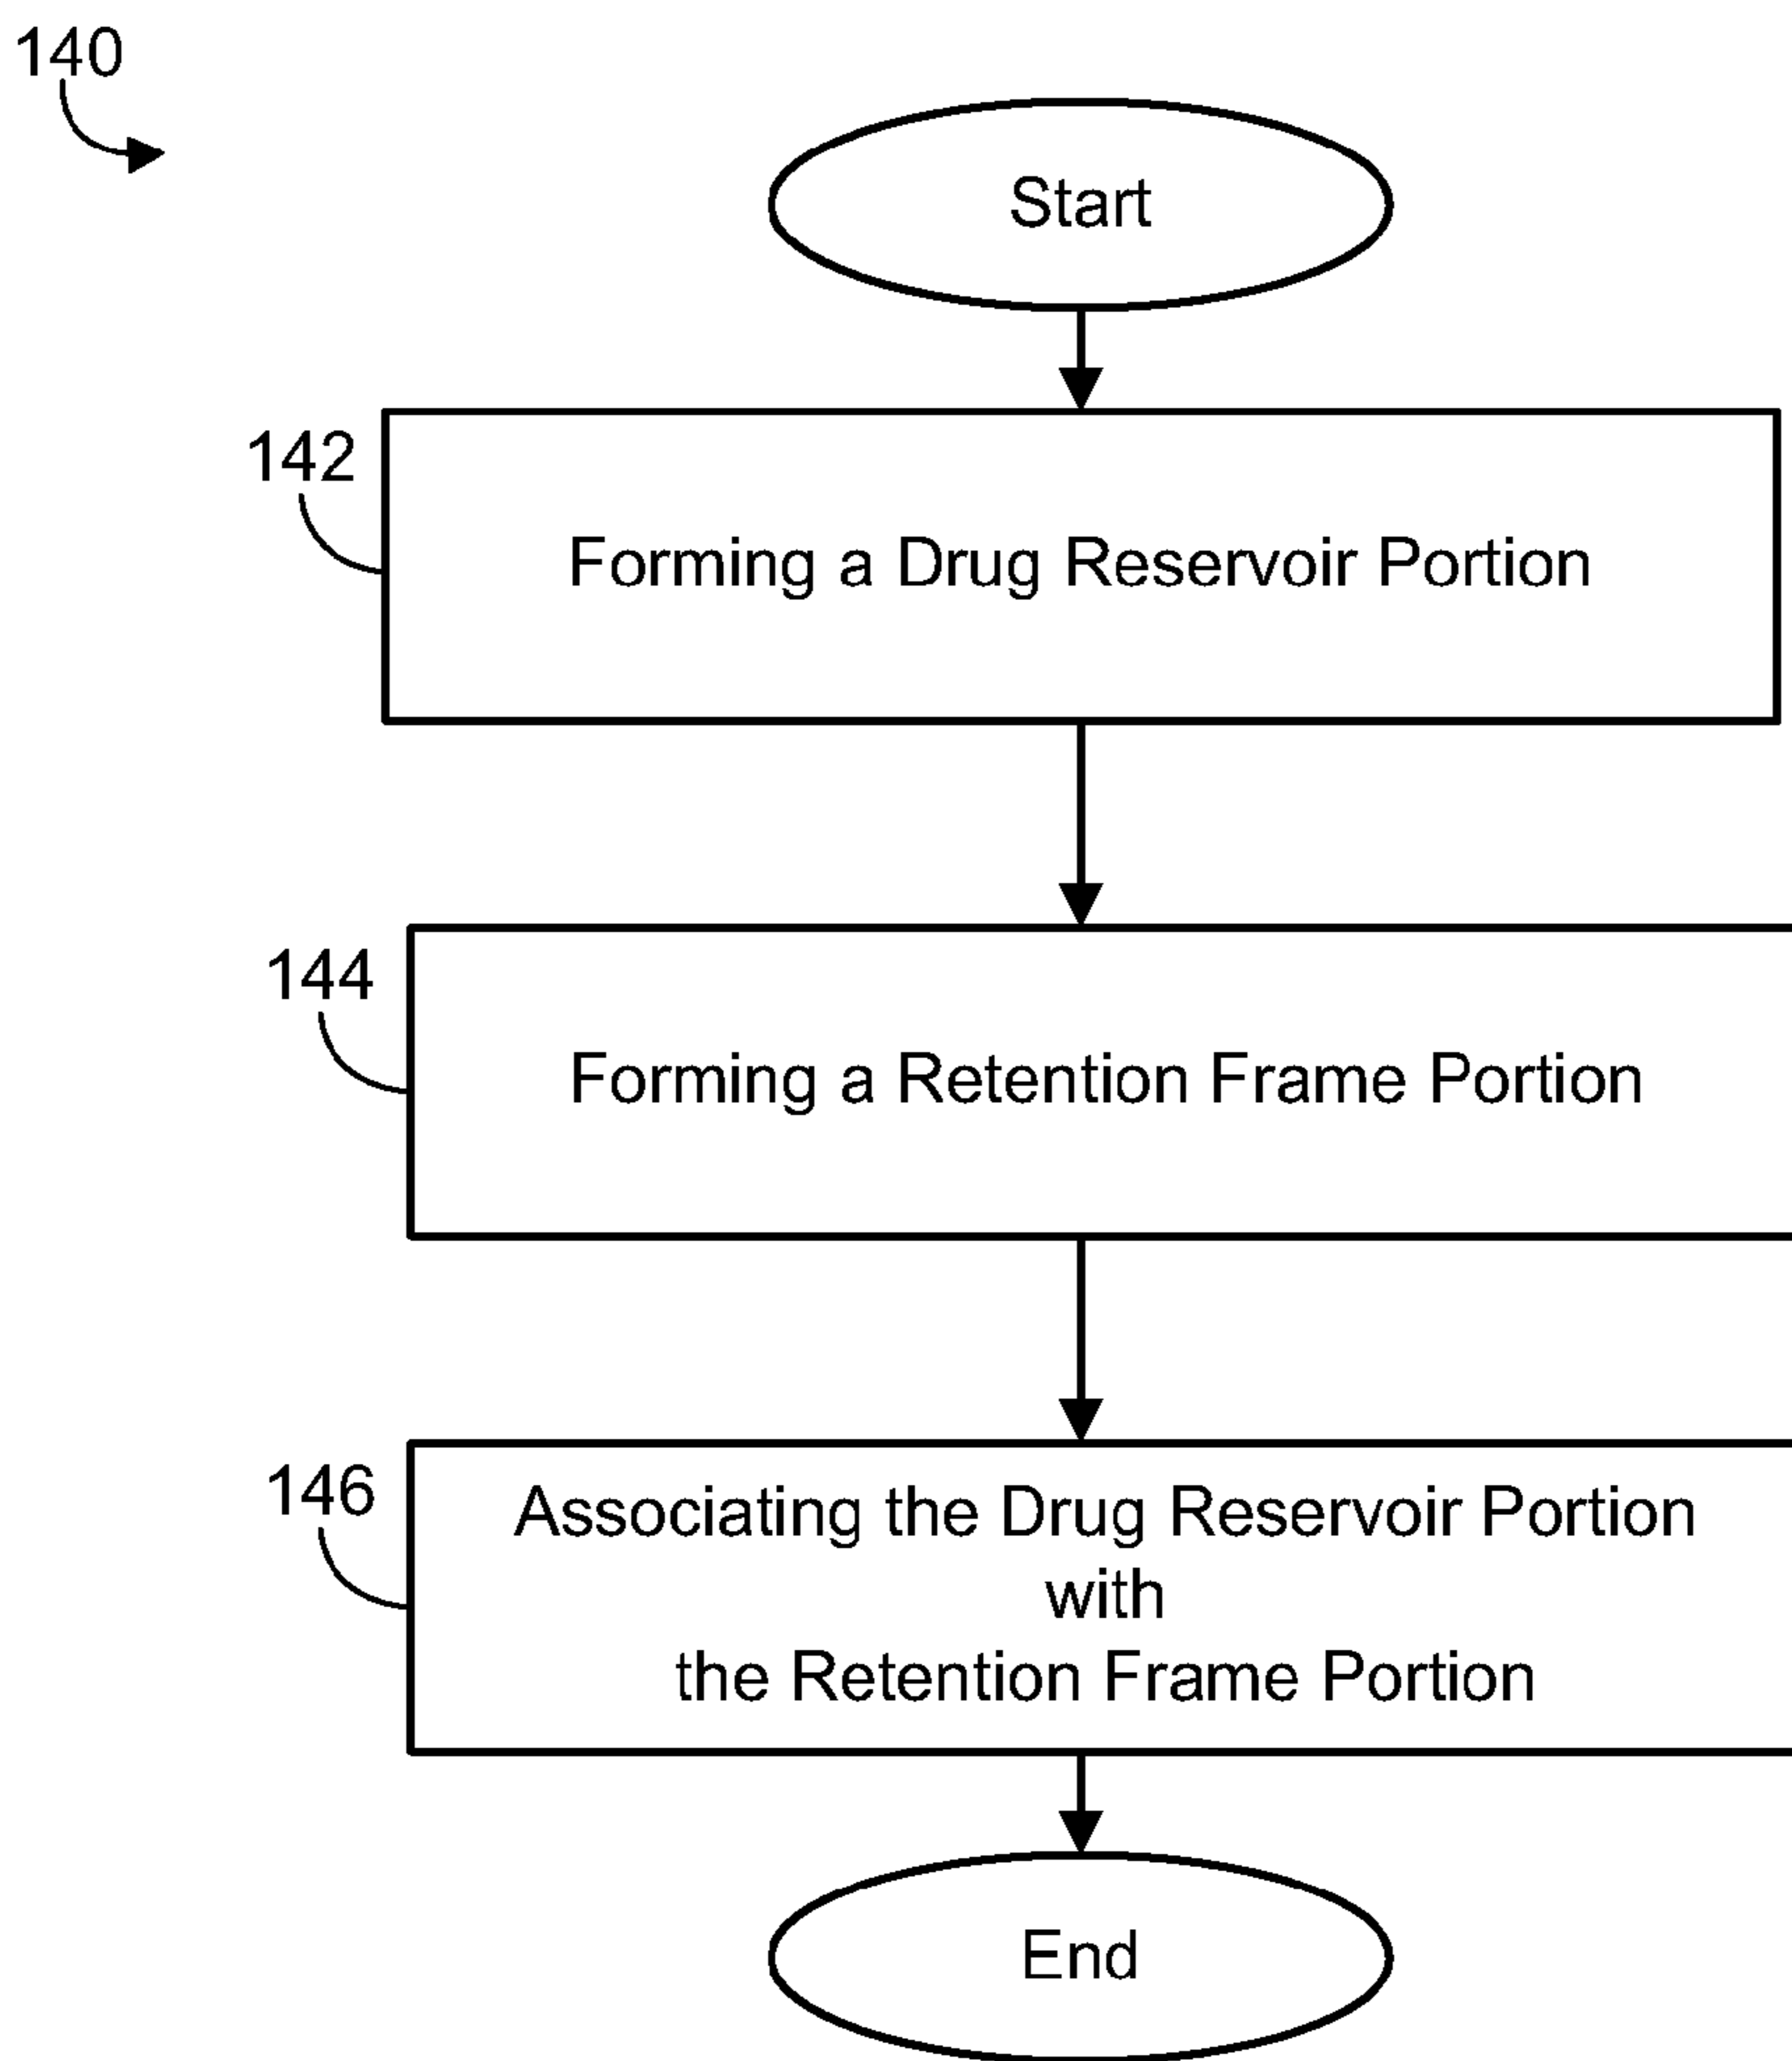 140
Start
142
Forming a Drug Reservoir Portion
144
Forming a Retention Frame Portion
146
Associating the Drug Reservoir Portion
with
the Retention Frame Portion
End